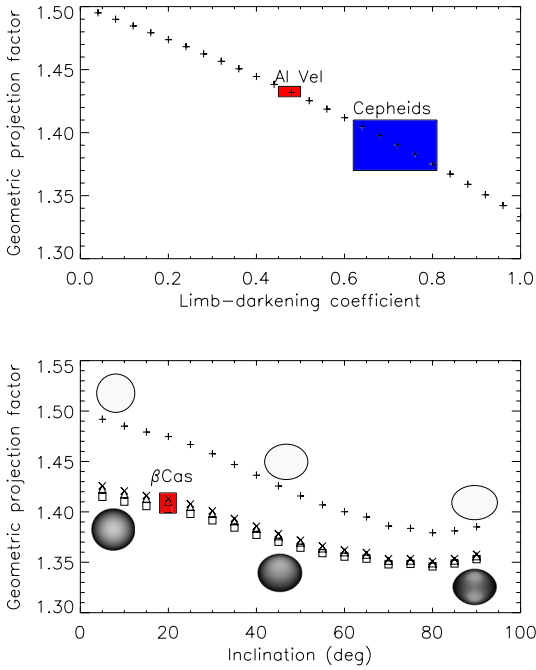 1.50
1.45
1.40
1.35
1.30
Geometric projection factor
AI Vel
Cepheids
0.0 0.2 0.4 0.6 0.8 1.0
Limb-darkening coefficient
1.55
1.50
1.45
1.40
1.35
1.30
Geometric projection factor
βCas
0 20 40 60 80 100
Inclination (deg)